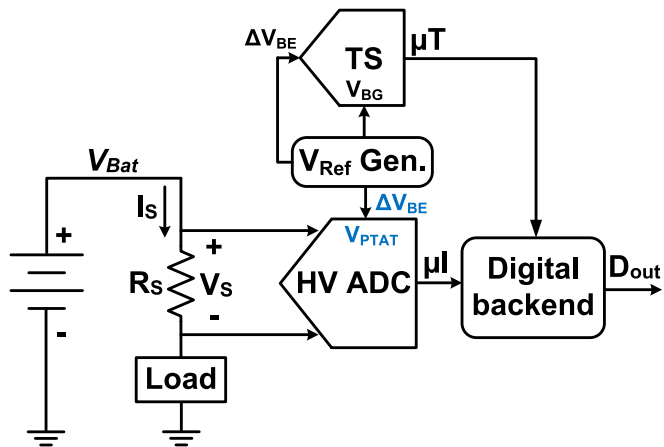 ΔV_BE
TS
V_BG
μT
V_Ref Gen.
V_Bat
I_S
ΔV_BE
V_PTAT
+
+
R_S
V_S
HV ADC
μI
Digital
backend
D_out
-
-
Load